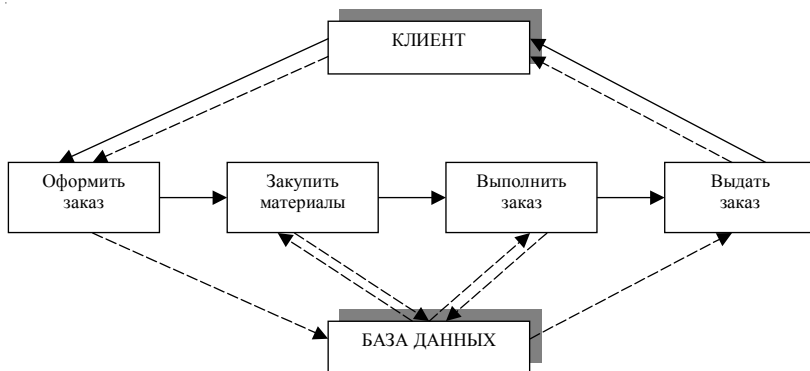 КЛИЕНТ
Оформить
заказ
Закупить
материалы
Выполнить
заказ
Выдать
заказ
БАЗА ДАННЫХ